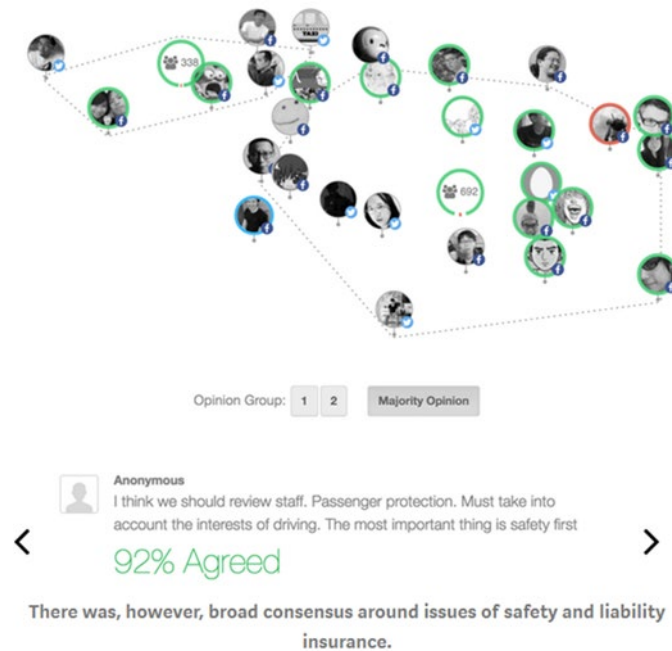 TAXI
338
692
Opinion Group: 1 2 Majority Opinion
Anonymous
I think we should review staff. Passenger protection. Must take into
account the interests of driving. The most important thing is safety first
92% Agreed
There was, however, broad consensus around issues of safety and liability
insurance.